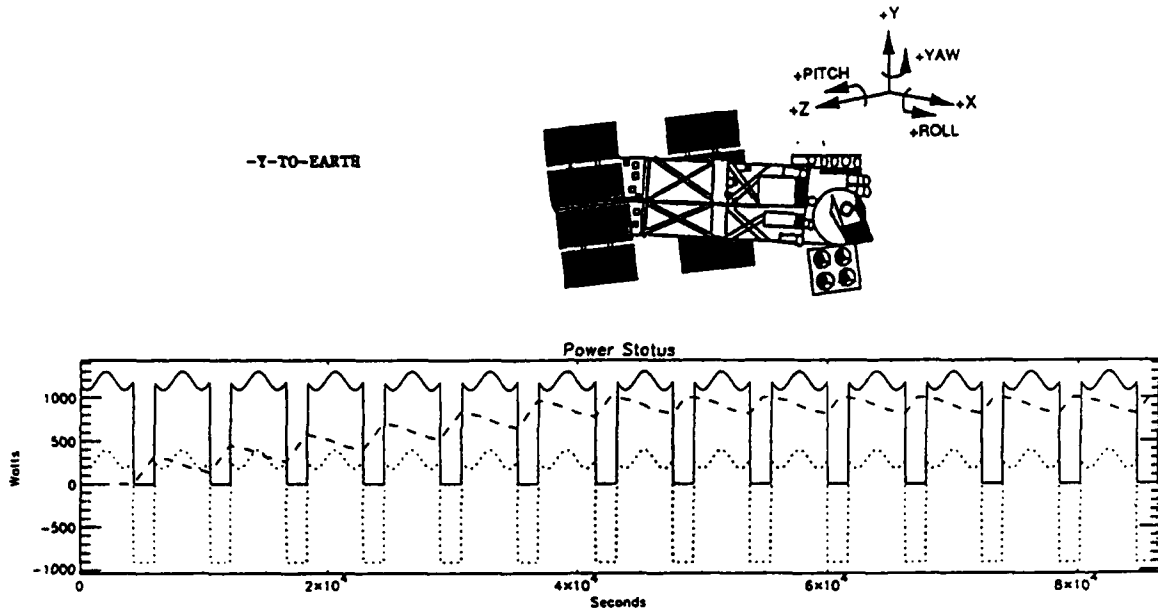 +Y
+YAW
+PITCH
+Z
+X
+ROLL
-Y-TO-EARTH
Power Status
Watts
1000
500
0
-500
-1000
0
2×10⁴
4×10⁴
6×10⁴
8×10⁴
Seconds